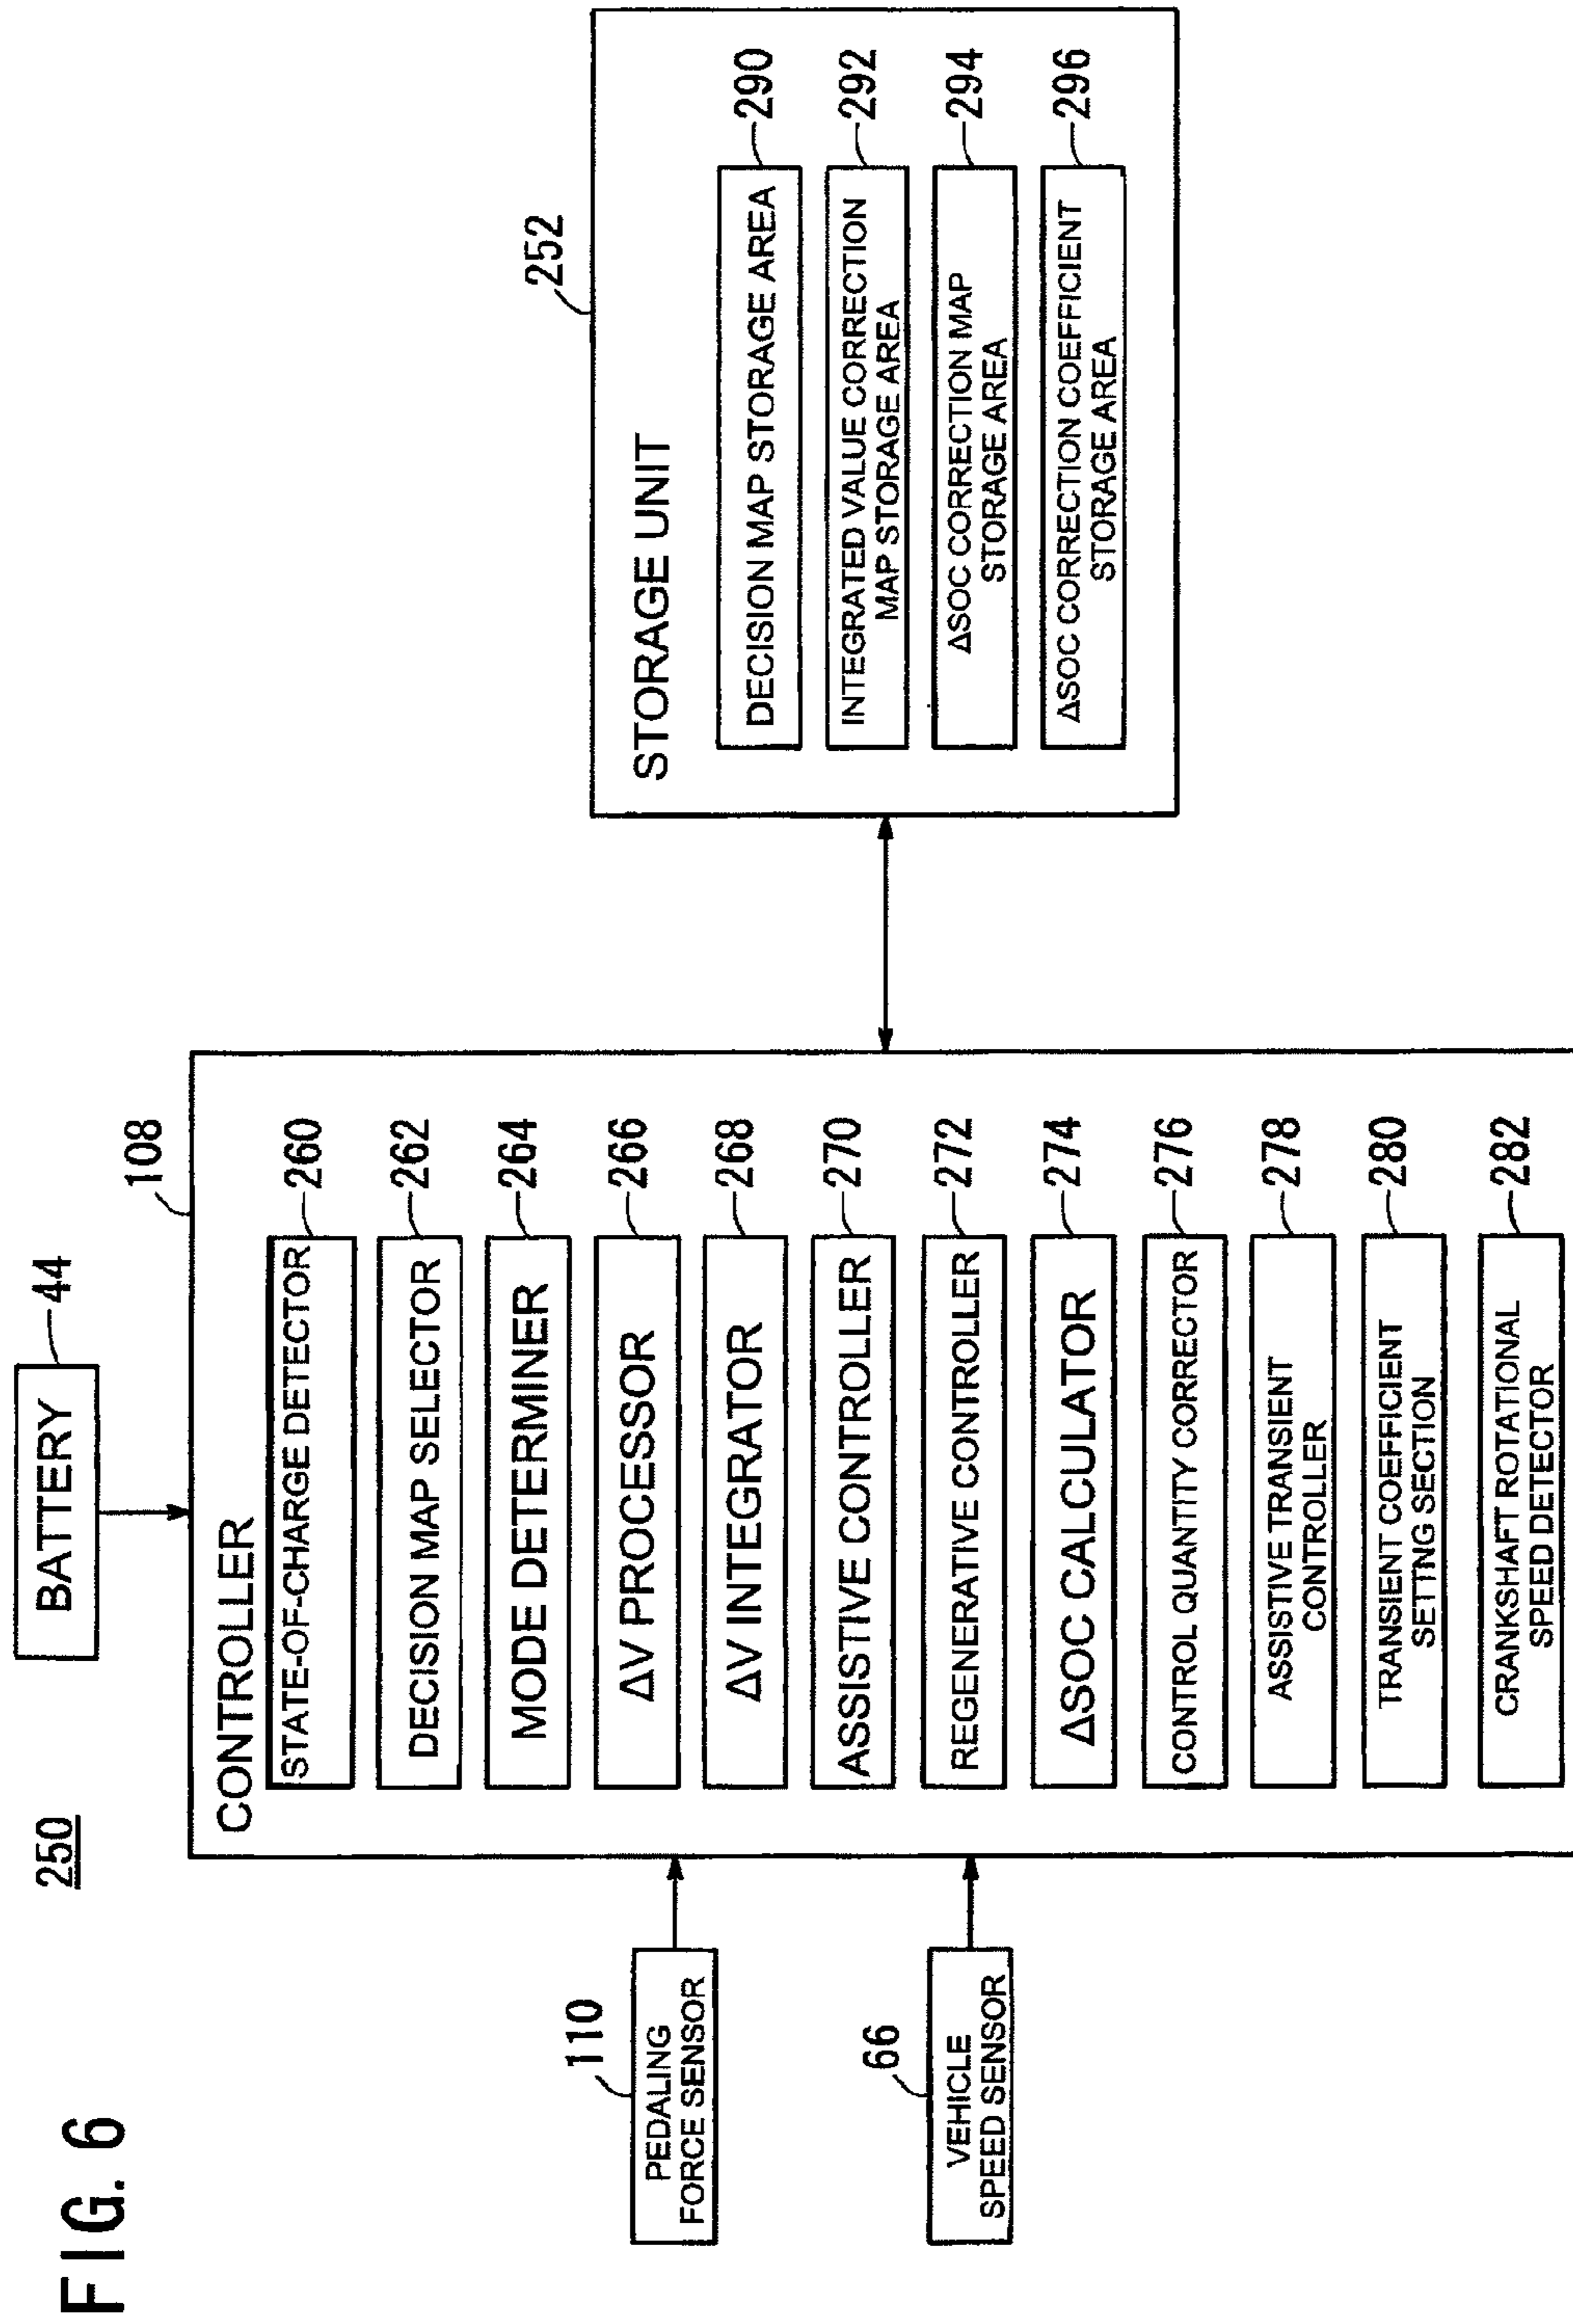 FIG. 6
250
BATTERY
44
108
CONTROLLER
STATE-OF-CHARGE DETECTOR
260
DECISION MAP SELECTOR
262
MODE DETERMINER
264
ΔV PROCESSOR
266
ΔV INTEGRATOR
268
ASSISTIVE CONTROLLER
270
REGENERATIVE CONTROLLER
272
ΔSOC CALCULATOR
274
CONTROL QUANTITY CORRECTOR
276
ASSISTIVE TRANSIENT
CONTROLLER
278
TRANSIENT COEFFICIENT
SETTING SECTION
280
CRANKSHAFT ROTATIONAL
SPEED DETECTOR
282
110
PEDALING
FORCE SENSOR
66
VEHICLE
SPEED SENSOR
252
STORAGE UNIT
DECISION MAP STORAGE AREA
290
INTEGRATED VALUE CORRECTION
MAP STORAGE AREA
292
ΔSOC CORRECTION MAP
STORAGE AREA
294
ΔSOC CORRECTION COEFFICIENT
STORAGE AREA
296